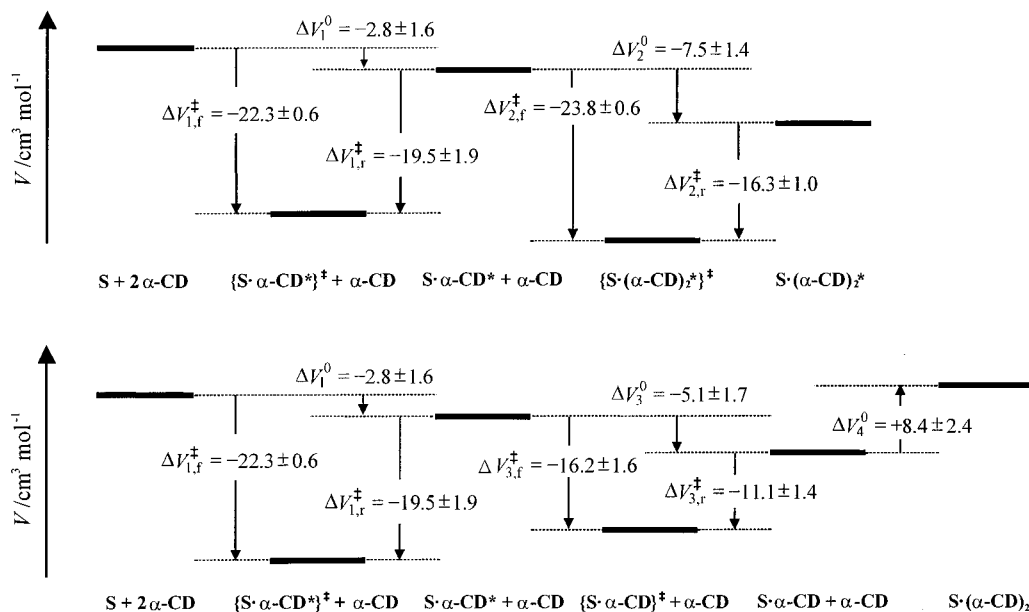 ΔV₁⁰ = −2.8 ± 1.6
ΔV₂⁰ = −7.5 ± 1.4
V /cm³ mol⁻¹
ΔV‡₁,f = −22.3 ± 0.6
ΔV‡₂,f = −23.8 ± 0.6
ΔV‡₁,r = −19.5 ± 1.9
ΔV‡₂,r = −16.3 ± 1.0
S + 2 α-CD {S· α-CD*}‡ + α-CD S· α-CD* + α-CD {S·(α-CD)₂*}‡ S·(α-CD)₂*
ΔV₁⁰ = −2.8 ± 1.6
ΔV₃⁰ = −5.1 ± 1.7
V /cm³ mol⁻¹
ΔV₄⁰ = +8.4 ± 2.4
ΔV‡₁,f = −22.3 ± 0.6
ΔV‡₃,f = −16.2 ± 1.6
ΔV‡₁,r = −19.5 ± 1.9
ΔV‡₃,r = −11.1 ± 1.4
S + 2 α-CD {S· α-CD*}‡ + α-CD S· α-CD* + α-CD {S· α-CD}‡ + α-CD S· α-CD + α-CD S·(α-CD)₂